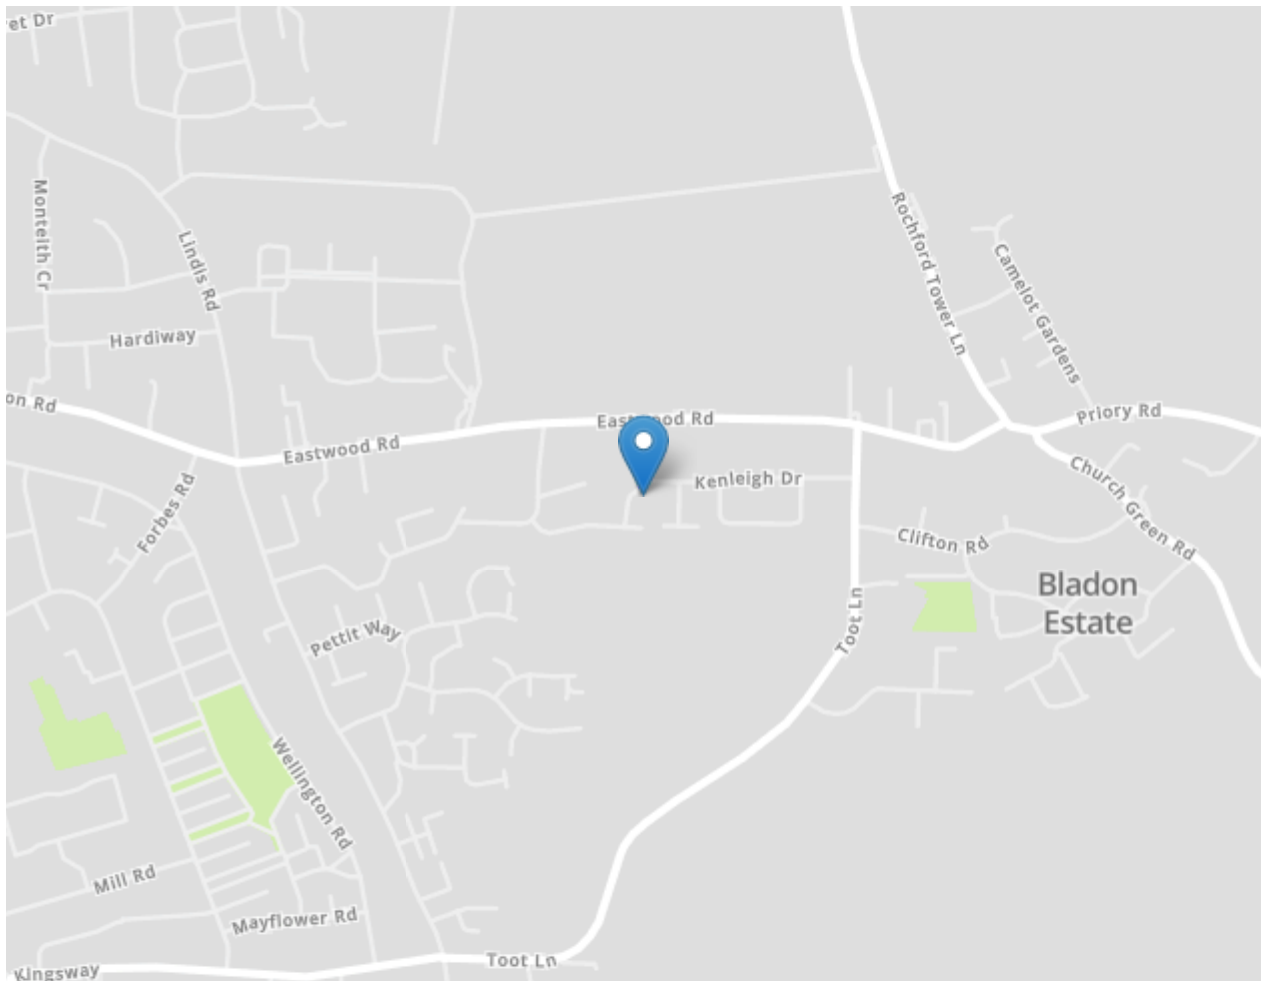 et Dr
Monteith Cr
Lindis Rd
Rochford Tower Ln
Camelot Gardens
Hardiway
on Rd
Eastwood Rd
Eastwood Rd
Priory Rd
Forbes Rd
Kenleigh Dr
Church Green Rd
Clifton Rd
Bladon
Estate
Toot Ln
Pettit Way
Wellington Rd
Mill Rd
Mayflower Rd
Toot Ln
Kingsway